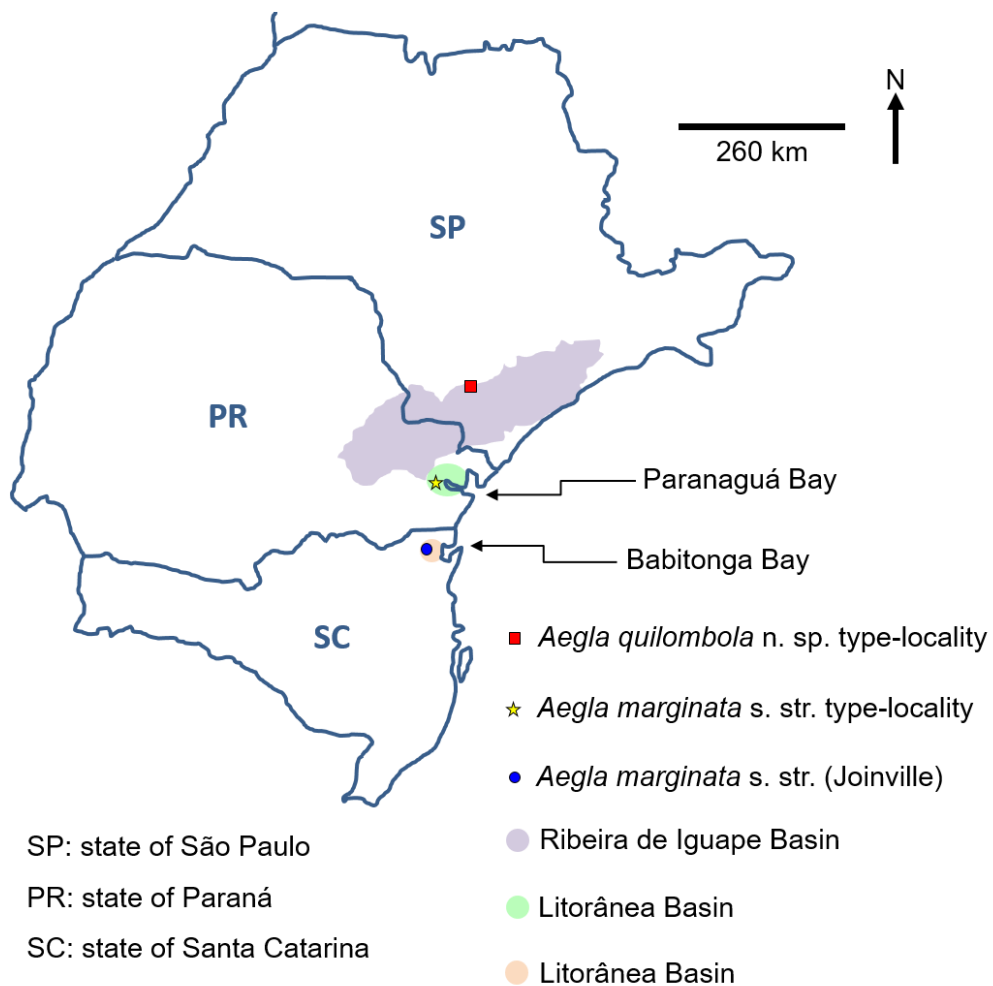 N
260 km
SP
PR
Paranaguá Bay
Babitonga Bay
SC
Aegla quilombola n. sp. type-locality
Aegla marginata s. str. type-locality
Aegla marginata s. str. (Joinville)
Ribeira de Iguape Basin
Litorânea Basin
Litorânea Basin
SP: state of São Paulo
PR: state of Paraná
SC: state of Santa Catarina